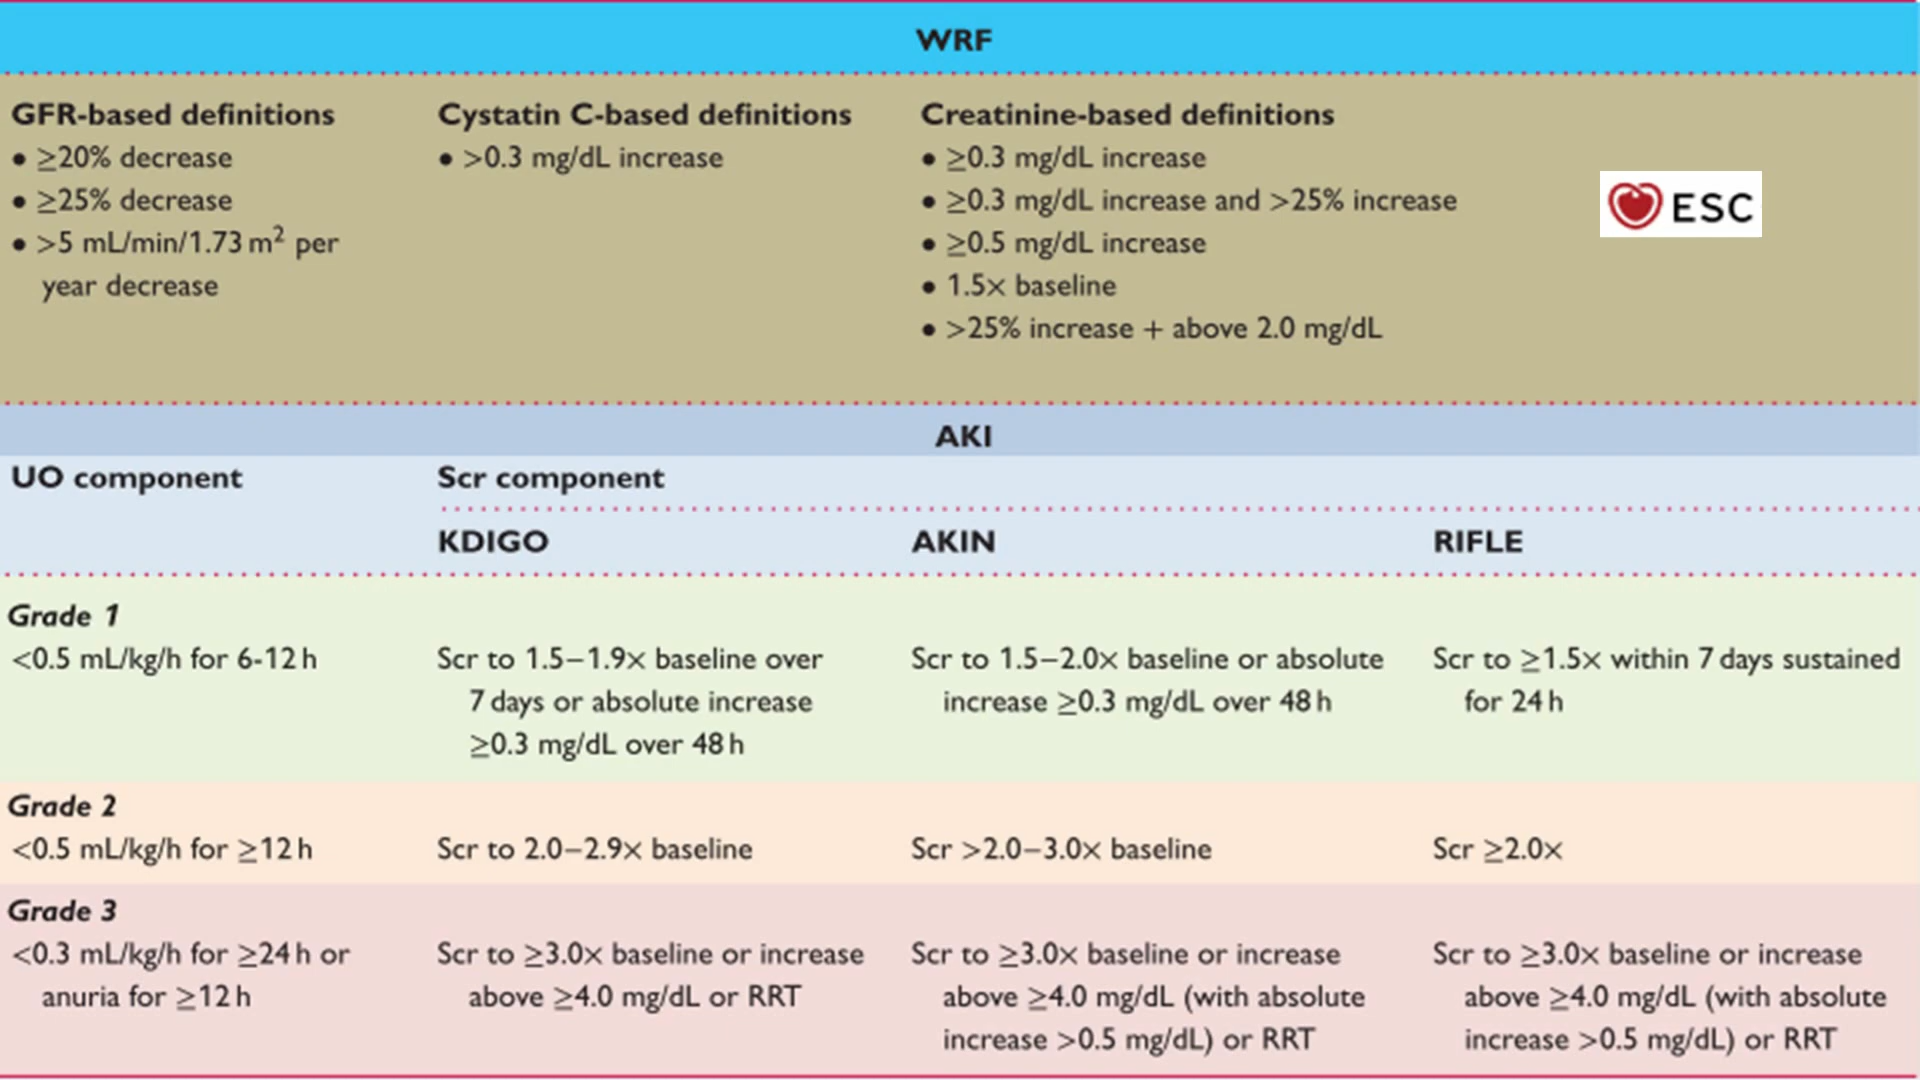 WRF
GFR-based definitions
• ≥20% decrease
• ≥25% decrease
• >5 mL/min/1.73 m² per
year decrease
Cystatin C-based definitions
• >0.3 mg/dL increase
Creatinine-based definitions
• ≥0.3 mg/dL increase
• ≥0.3 mg/dL increase and >25% increase
• ≥0.5 mg/dL increase
• 1.5× baseline
• >25% increase + above 2.0 mg/dL
ESC
AKI
UO component
Scr component
KDIGO
AKIN
RIFLE
Grade 1
<0.5 mL/kg/h for 6-12 h
Scr to 1.5–1.9× baseline over
7 days or absolute increase
≥0.3 mg/dL over 48 h
Scr to 1.5–2.0× baseline or absolute
increase ≥0.3 mg/dL over 48 h
Scr to ≥1.5× within 7 days sustained
for 24 h
Grade 2
<0.5 mL/kg/h for ≥12 h
Scr to 2.0–2.9× baseline
Scr >2.0–3.0× baseline
Scr ≥2.0×
Grade 3
<0.3 mL/kg/h for ≥24 h or
anuria for ≥12 h
Scr to ≥3.0× baseline or increase
above ≥4.0 mg/dL or RRT
Scr to ≥3.0× baseline or increase
above ≥4.0 mg/dL (with absolute
increase >0.5 mg/dL) or RRT
Scr to ≥3.0× baseline or increase
above ≥4.0 mg/dL (with absolute
increase >0.5 mg/dL) or RRT